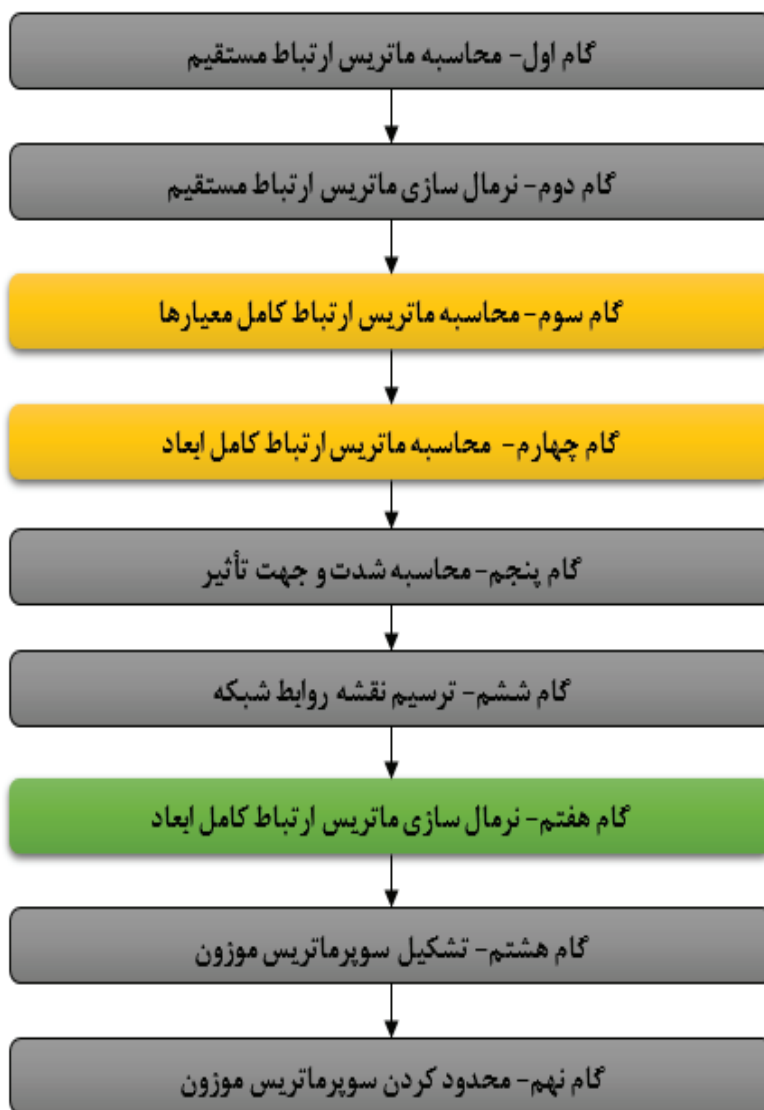 گام اول- محاسبه ماتریس ارتباط مستقیم
گام دوم- نرمال سازی ماتریس ارتباط مستقیم
گام سوم- محاسبه ماتریس ارتباط کامل معیارها
گام چهارم- محاسبه ماتریس ارتباط کامل ابعاد
گام پنجم- محاسبه شدت و جهت تأثیر
گام ششم- ترسیم نقشه روابط شبکه
گام هفتم- نرمال سازی ماتریس ارتباط کامل ابعاد
گام هشتم- تشکیل سوپرماتریس موزون
گام نهم- محدود کردن سوپرماتریس موزون